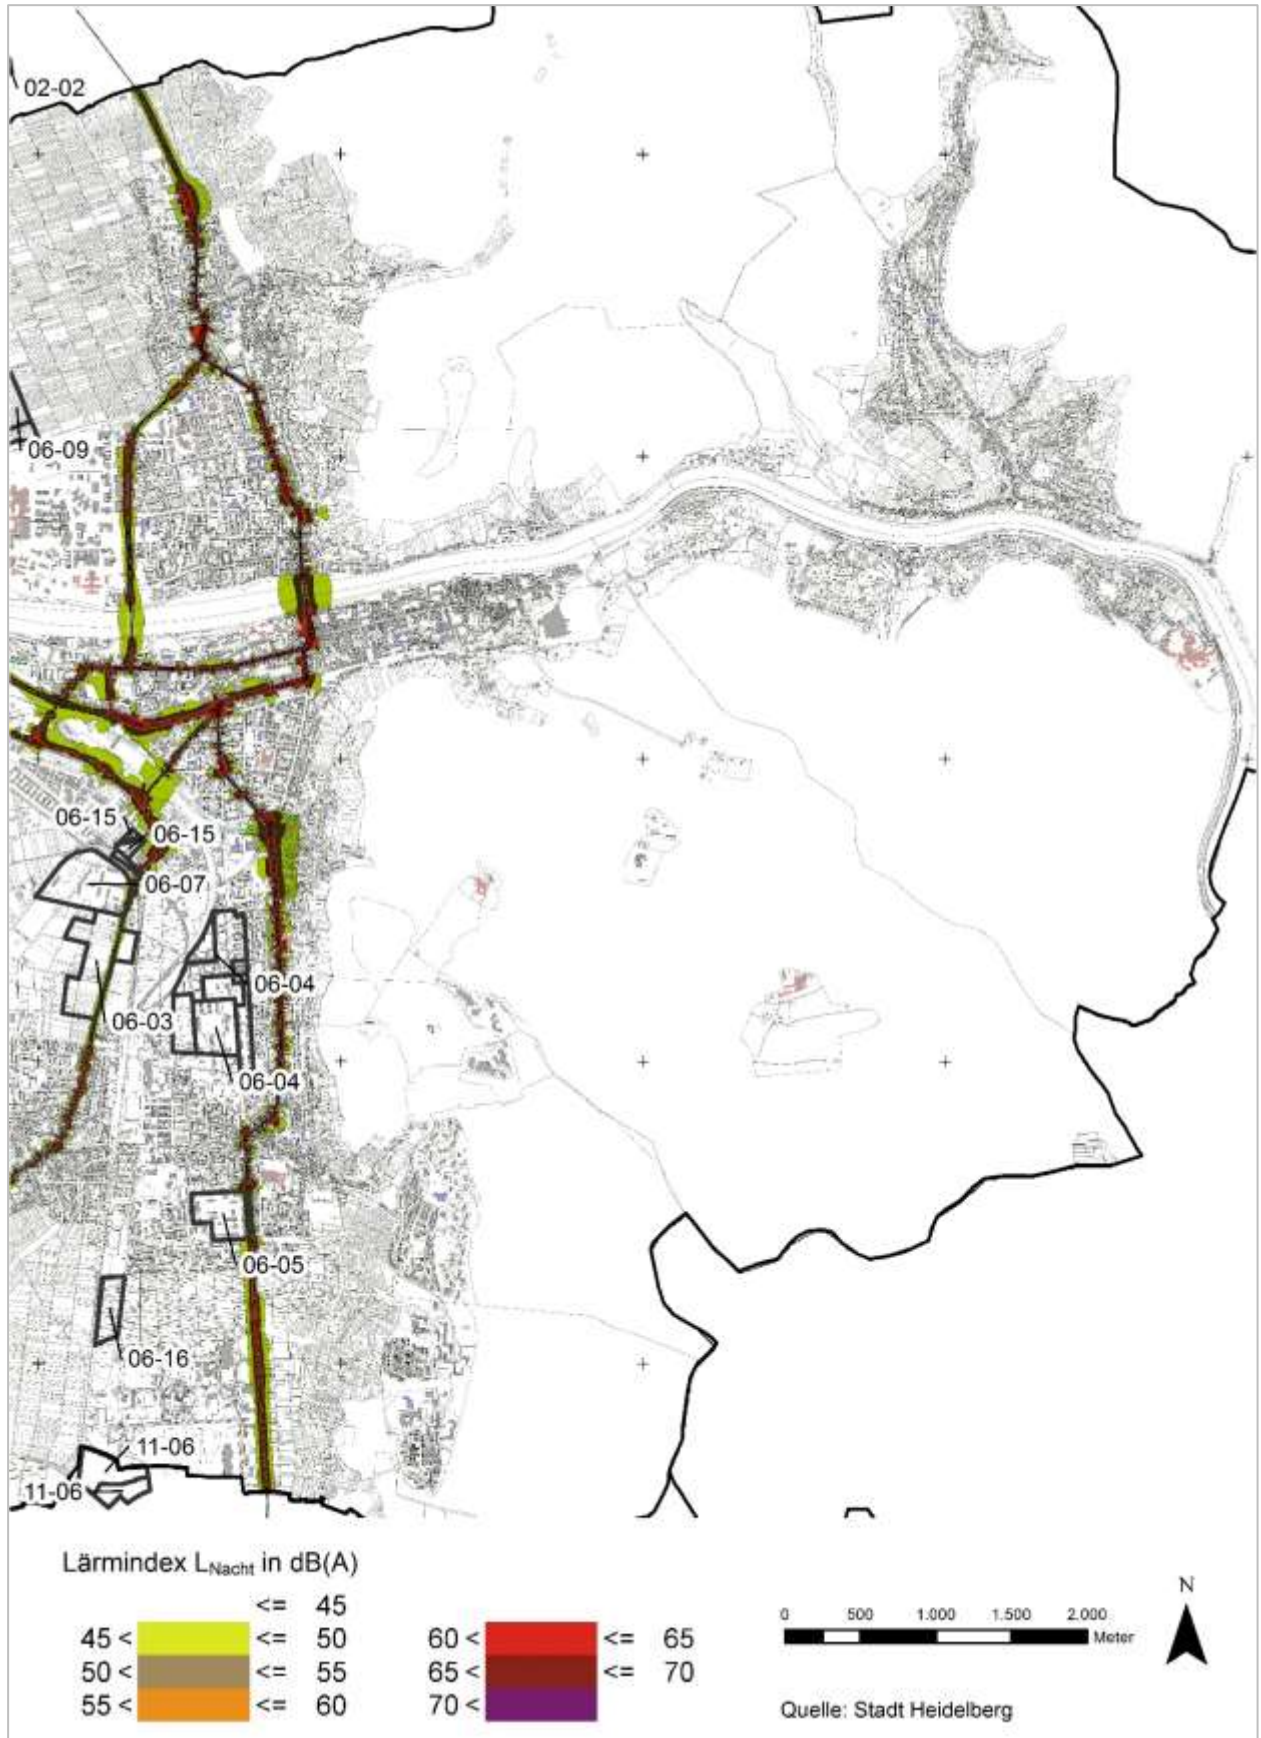 02-02
06-09
06-15
06-15
06-07
06-04
06-03
06-04
06-05
06-16
11-06
11-06
Lärmindex L_Nacht in dB(A)
<= 45
45 < <= 50
50 < <= 55
55 < <= 60
60 < <= 65
65 < <= 70
70 <
0 500 1.000 1.500 2.000
Meter
N
Quelle: Stadt Heidelberg